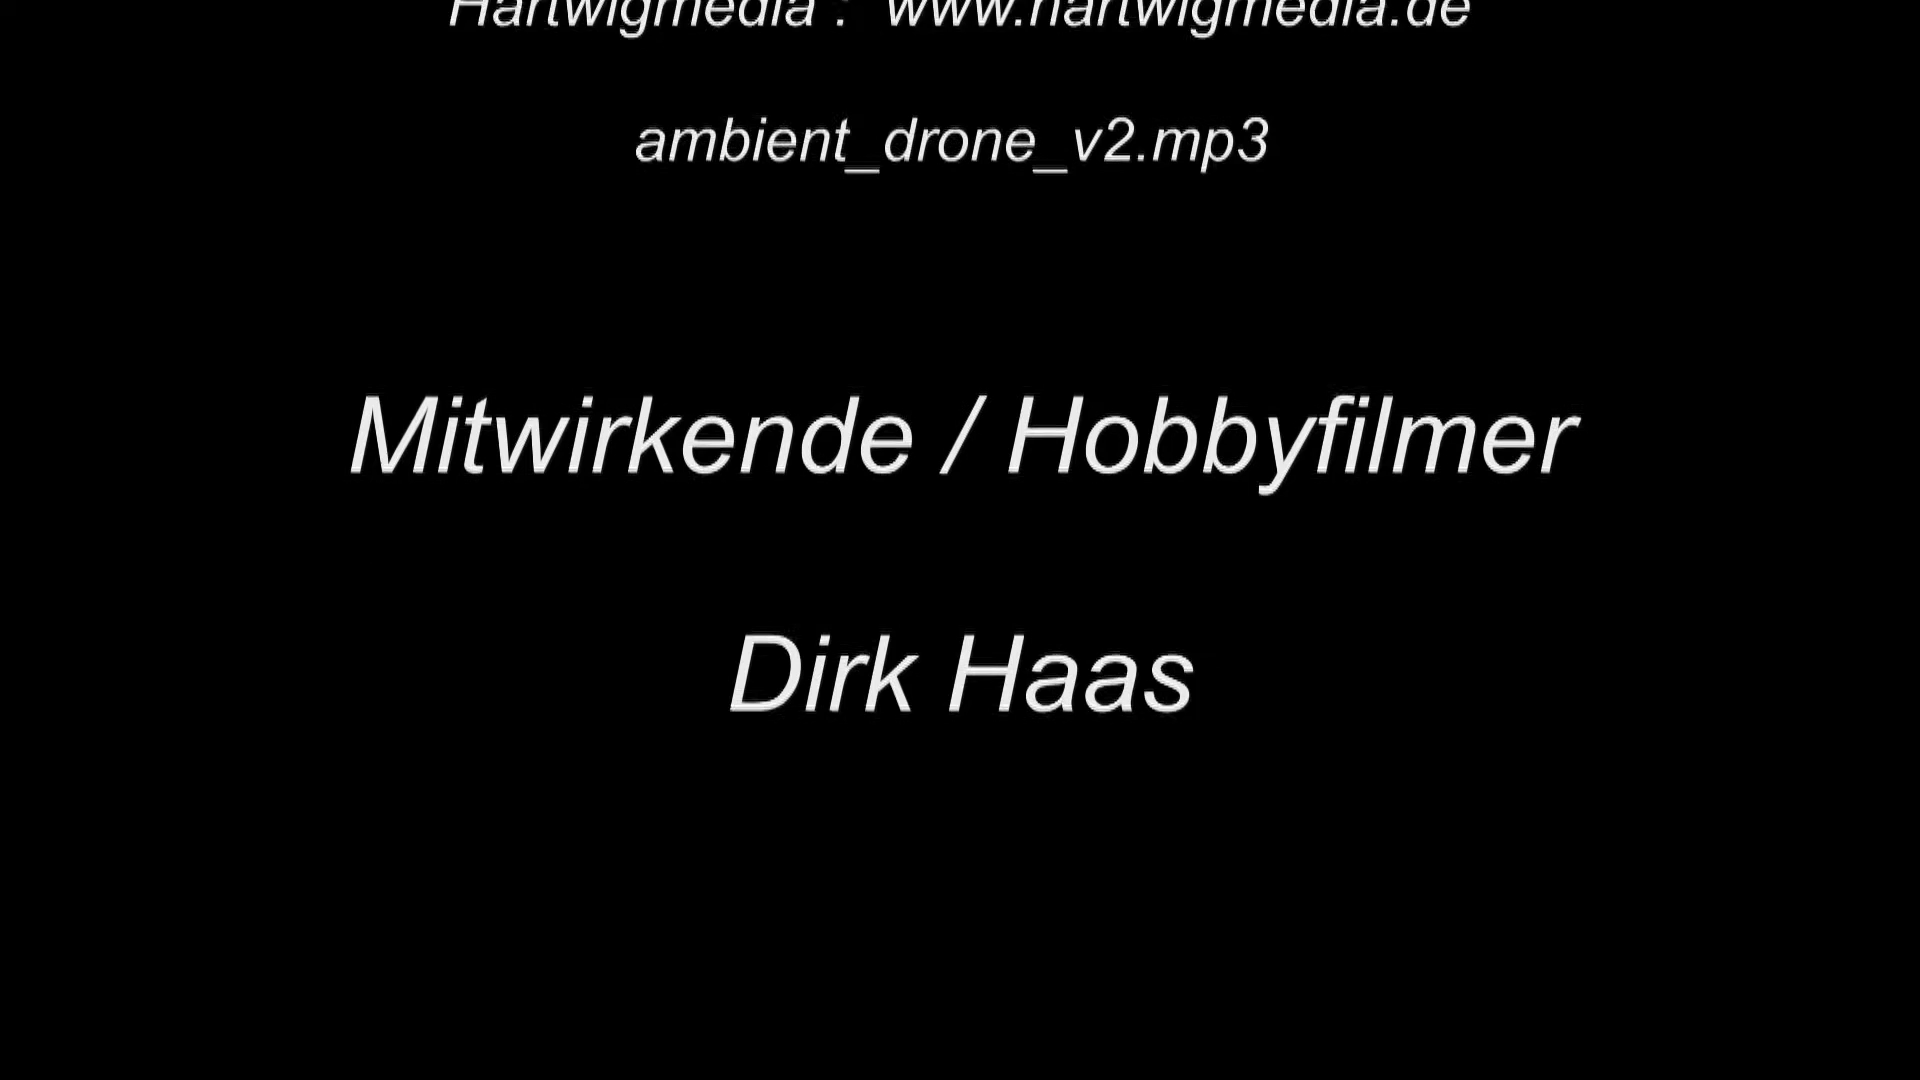 Hartwigmedia : www.hartwigmedia.de
ambient_drone_v2.mp3
Mitwirkende / Hobbyfilmer
Dirk Haas